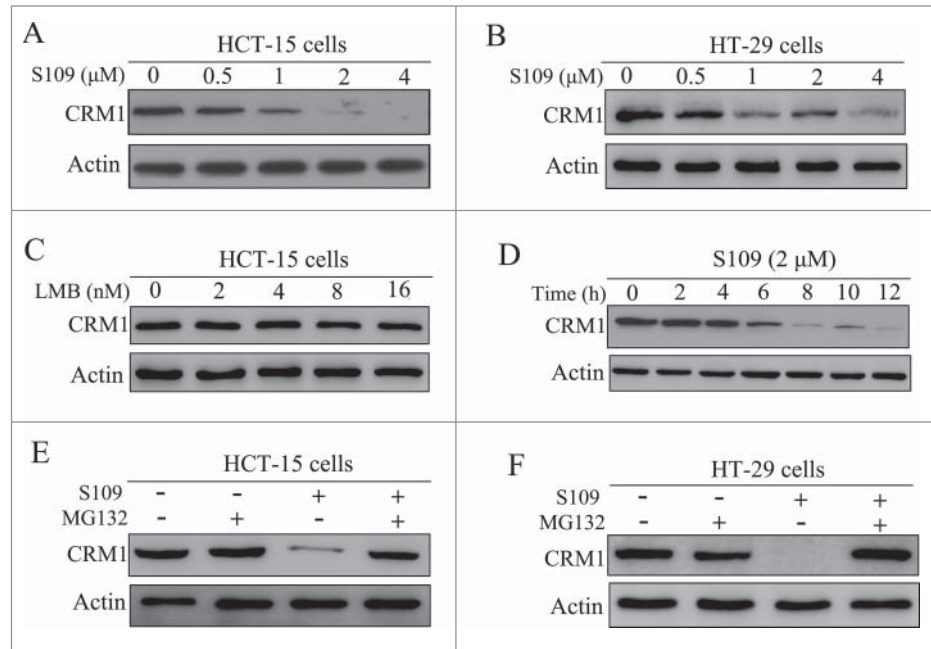 A
HCT-15 cells
S109 (μM) 0 0.5 1 2 4
CRM1
Actin
B
HT-29 cells
S109 (μM) 0 0.5 1 2 4
CRM1
Actin
C
HCT-15 cells
LMB (nM) 0 2 4 8 16
CRM1
Actin
D
S109 (2 μM)
Time (h) 0 2 4 6 8 10 12
CRM1
Actin
E
HCT-15 cells
S109 - - + +
MG132 - + - +
CRM1
Actin
F
HT-29 cells
S109 - - + +
MG132 - + - +
CRM1
Actin